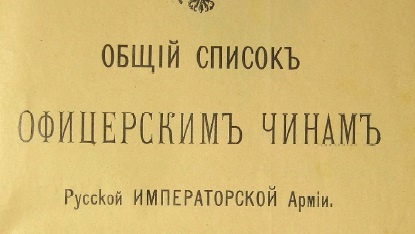 ОБЩІЙ СПИСОКЪ
ОФИЦЕРСКИМЪ ЧИНАМЪ
Русской ИМПЕРАТОРСКОЙ Арміи.